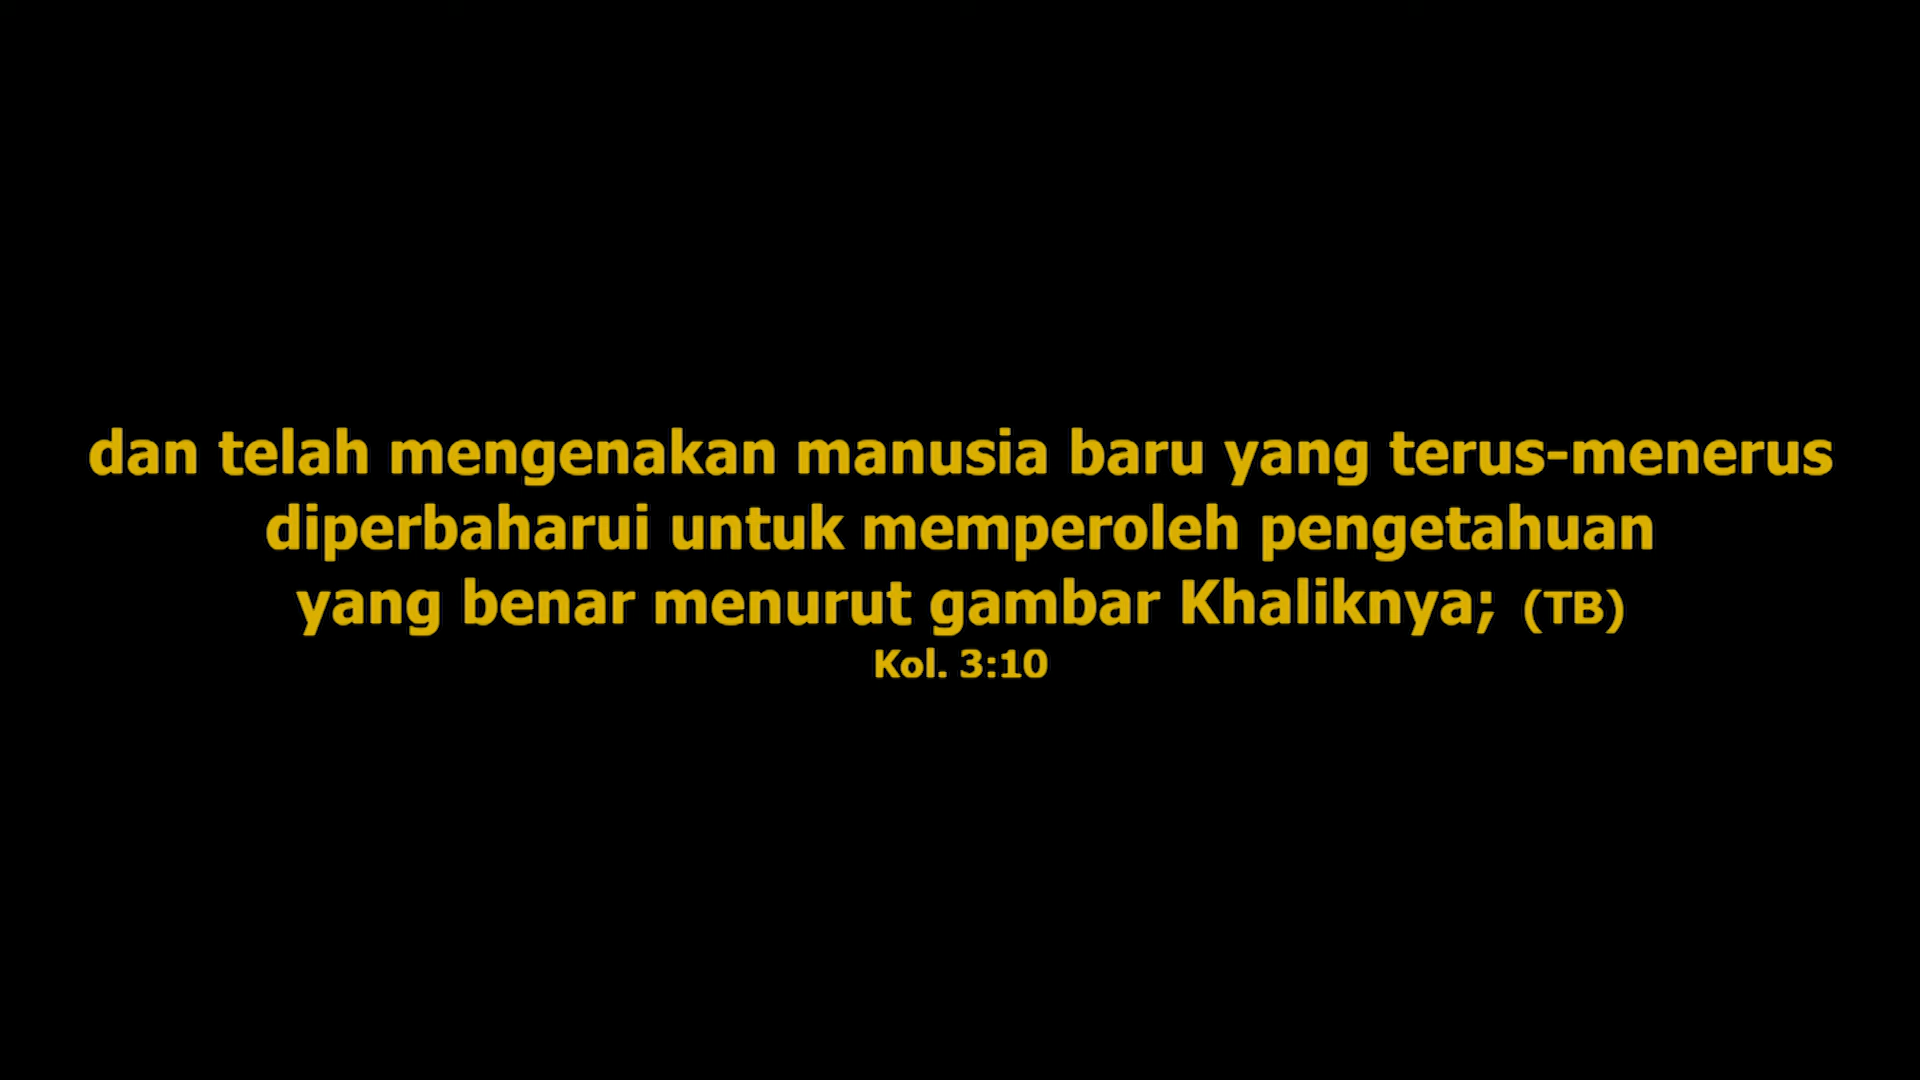 dan telah mengenakan manusia baru yang terus-menerus
diperbaharui untuk memperoleh pengetahuan
yang benar menurut gambar Khaliknya; (TB)
Kol. 3:10